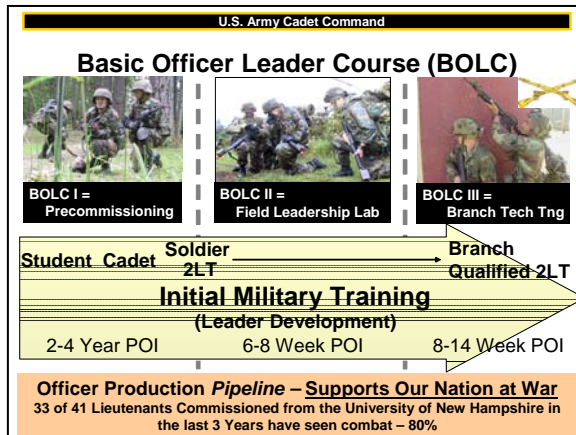 U.S. Army Cadet Command
Basic Officer Leader Course (BOLC)
BOLC I =
Precommissioning
BOLC II =
Field Leadership Lab
BOLC III =
Branch Tech Tng
Student Cadet
Soldier
2LT
Branch
Qualified 2LT
Initial Military Training
(Leader Development)
2-4 Year POI
6-8 Week POI
8-14 Week POI
Officer Production Pipeline – Supports Our Nation at War
33 of 41 Lieutenants Commissioned from the University of New Hampshire in
the last 3 Years have seen combat – 80%